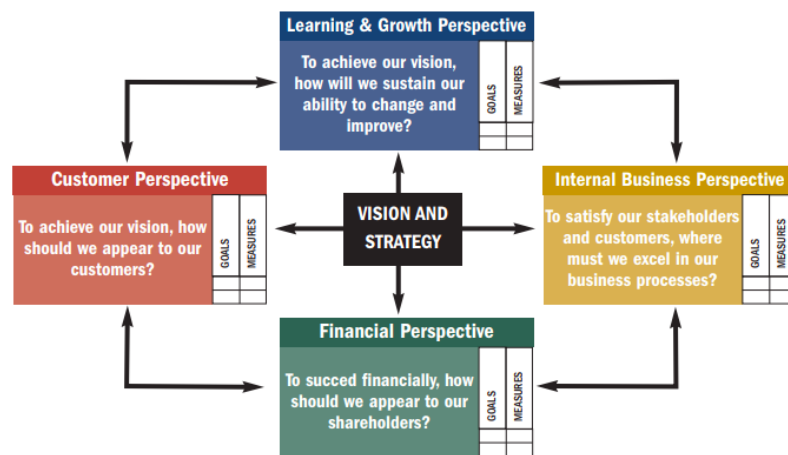 Learning & Growth Perspective
To achieve our vision,
how will we sustain our
ability to change and
improve?
GOALS
MEASURES
Customer Perspective
To achieve our vision, how
should we appear to our
customers?
GOALS
MEASURES
VISION AND
STRATEGY
Internal Business Perspective
To satisfy our stakeholders
and customers, where
must we excel in our
business processes?
GOALS
MEASURES
Financial Perspective
To succed financially, how
should we appear to our
shareholders?
GOALS
MEASURES